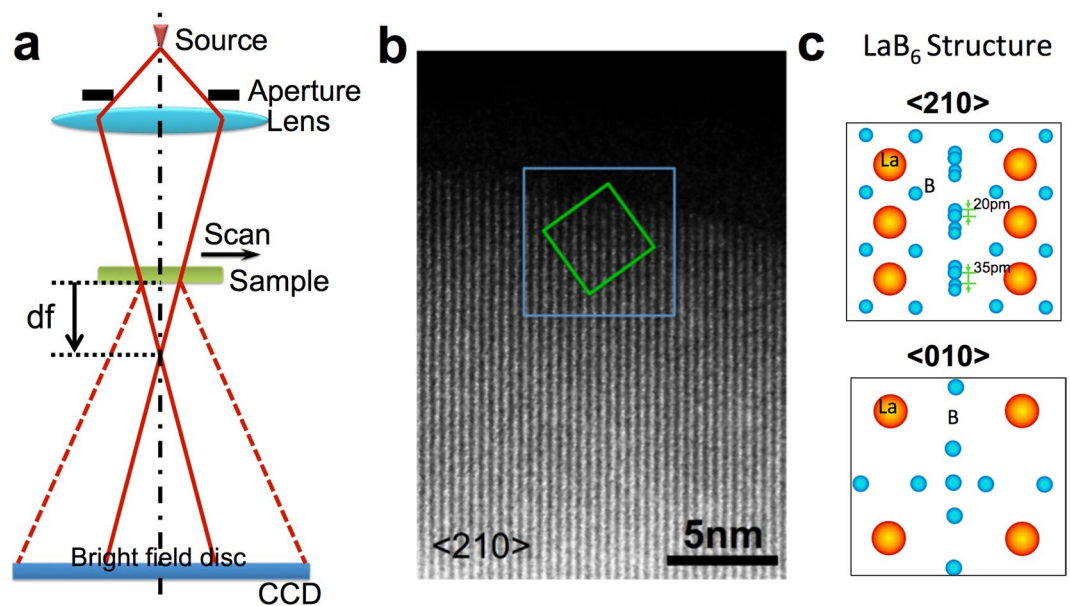 a
Source
Aperture
Lens
Scan
Sample
df
Bright field disc
CCD
b
<210>
5nm
c
LaB₆ Structure
<210>
La
B
20pm
35pm
<010>
La
B